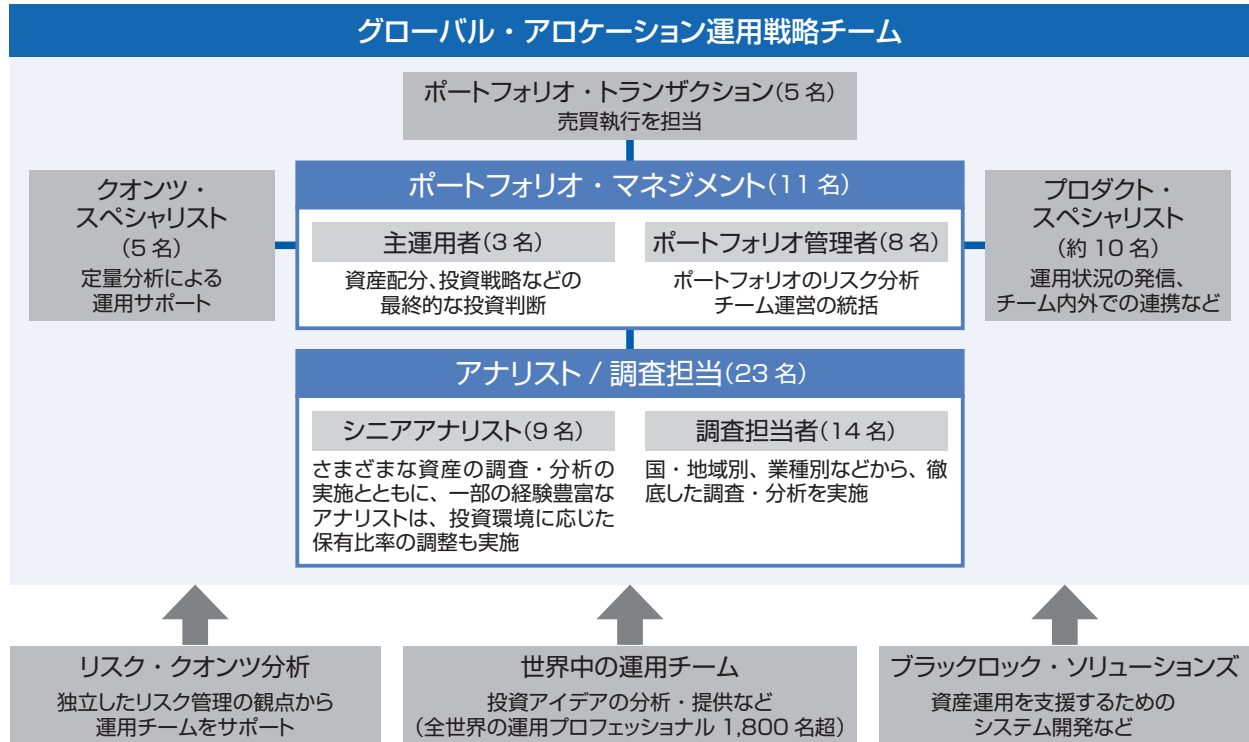 グローバル・アロケーション運用戦略チーム
ポートフォリオ・トランザクション(5 名)
売買執行を担当
クオンツ・
スペシャリスト
(5 名)
定量分析による
運用サポート
ポートフォリオ・マネジメント(11 名)
主運用者(3 名)
資産配分、投資戦略などの
最終的な投資判断
ポートフォリオ管理者(8 名)
ポートフォリオのリスク分析
チーム運営の統括
プロダクト・
スペシャリスト
(約 10 名)
運用状況の発信、
チーム内外での連携など
アナリスト / 調査担当(23 名)
シニアアナリスト(9 名)
さまざまな資産の調査・分析の
実施とともに、一部の経験豊富な
アナリストは、投資環境に応じた
保有比率の調整も実施
調査担当者(14 名)
国・地域別、業種別などから、徹
底した調査・分析を実施
リスク・クオンツ分析
独立したリスク管理の観点から
運用チームをサポート
世界中の運用チーム
投資アイデアの分析・提供など
(全世界の運用プロフェッショナル 1,800 名超)
ブラックロック・ソリューションズ
資産運用を支援するための
システム開発など